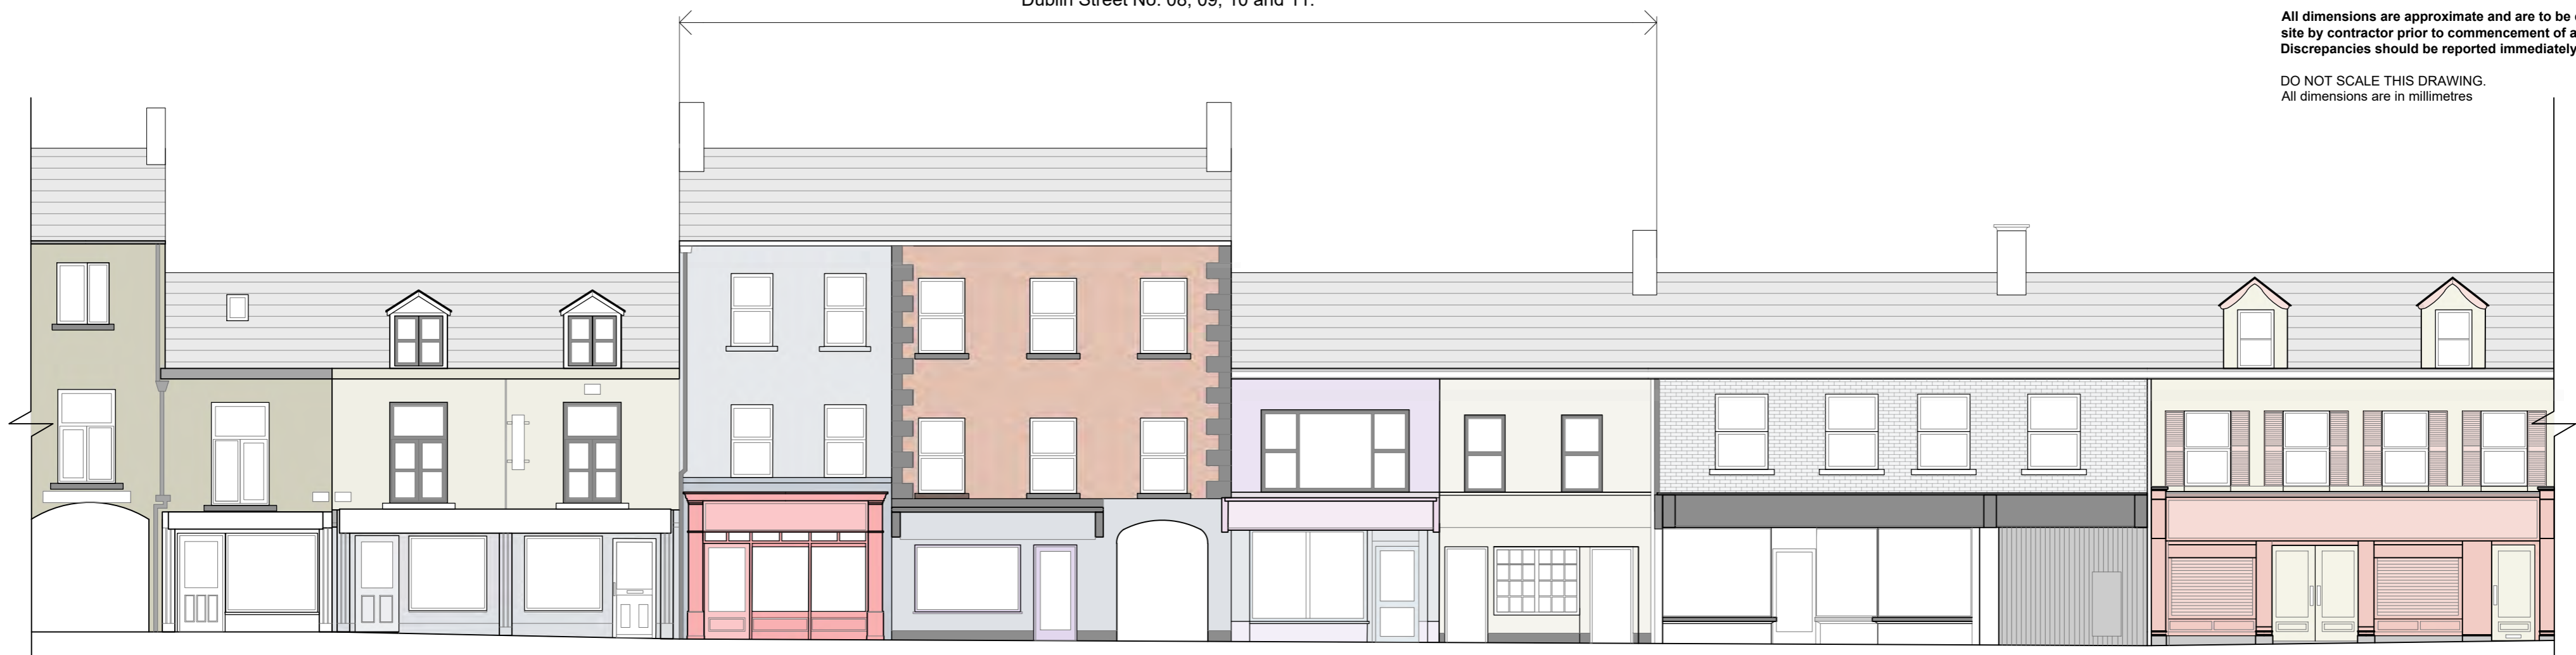 Dublin Street No. 08, 09, 10 and 11.
All dimensions are approximate and are to be
site by contractor prior to commencement of
Discrepancies should be reported immediately
DO NOT SCALE THIS DRAWING.
All dimensions are in millimetres